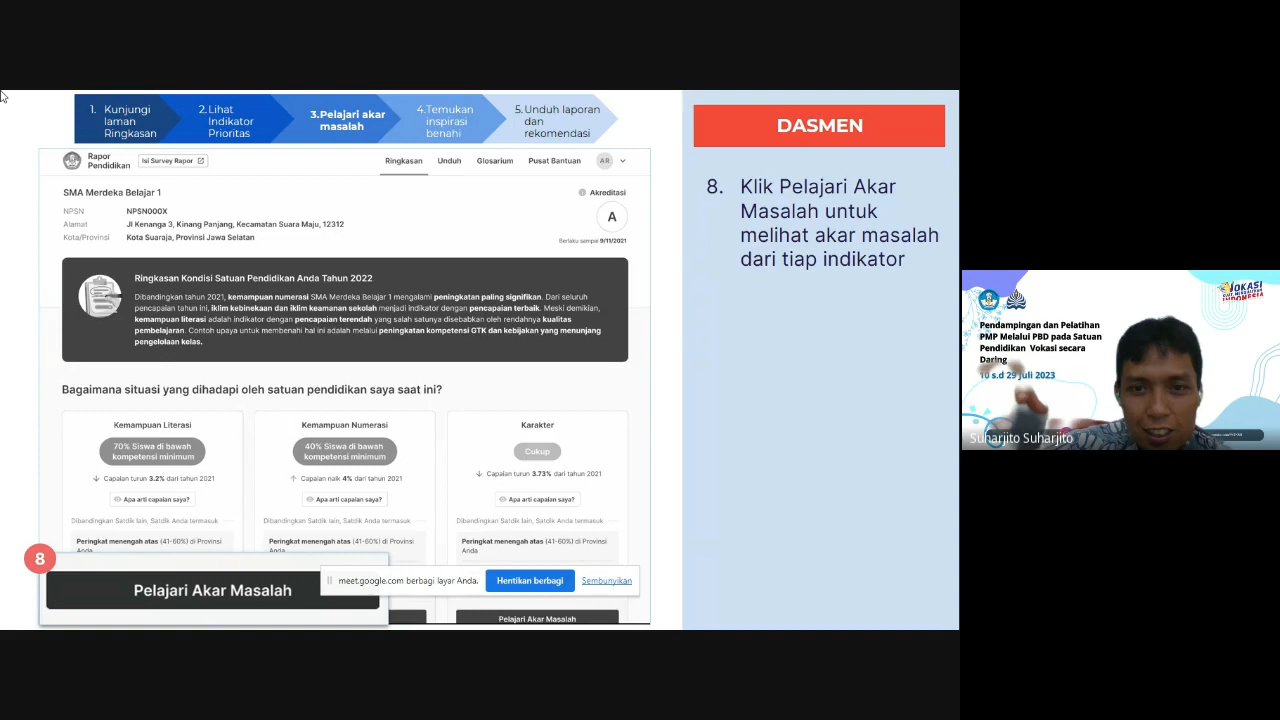 1. Kunjungi
laman
Ringkasan
2.Lihat
Indikator
Prioritas
3.Pelajari akar
masalah
4.Temukan
inspirasi
benahi
5.Unduh laporan
dan
rekomendasi
Rapor
Pendidikan
Isi Survey Rapor
Ringkasan Unduh Glosarium Pusat Bantuan AR
SMA Merdeka Belajar 1
Akreditasi
NPSN NPSN000X
A
Alamat Jl Kenanga 3, Kinang Panjang, Kecamatan Suara Maju, 12312
Kota/Provinsi Kota Suaraja, Provinsi Jawa Selatan
Berlaku sampai 9/11/2021
Ringkasan Kondisi Satuan Pendidikan Anda Tahun 2022
Dibandingkan tahun 2021, kemampuan numerasi SMA Merdeka Belajar 1 mengalami peningkatan paling signifikan. Dari seluruh
pencapaian tahun ini, iklim kebinekaan dan iklim keamanan sekolah menjadi indikator dengan pencapaian terbaik. Meski demikian,
kemampuan literasi adalah indikator dengan pencapaian terendah yang salah satunya disebabkan oleh rendahnya kualitas
pembelajaran. Contoh upaya untuk membenahi hal ini adalah melalui peningkatan kompetensi GTK dan kebijakan yang menunjang
pengelolaan kelas.
Bagaimana situasi yang dihadapi oleh satuan pendidikan saya saat ini?
Kemampuan Literasi
70% Siswa di bawah
kompetensi minimum
Capaian turun 3.2% dari tahun 2021
Apa arti capaian saya?
Dibandingkan Satdik lain, Satdik Anda termasuk
Peringkat menengah atas (41-60%) di Provinsi
Anda
Kemampuan Numerasi
40% Siswa di bawah
kompetensi minimum
Capaian naik 4% dari tahun 2021
Apa arti capaian saya?
Dibandingkan Satdik lain, Satdik Anda termasuk
Peringkat menengah atas (41-60%) di Provinsi
Anda
Karakter
Cukup
Capaian turun 3.73% dari tahun 2021
Apa arti capaian saya?
Dibandingkan Satdik lain, Satdik Anda termasuk
Peringkat menengah atas (41-60%) di Provinsi
Anda
8
Pelajari Akar Masalah
meet.google.com berbagi layar Anda. Hentikan berbagi Sembunyikan
Pelajari Akar Masalah
DASMEN
8. Klik Pelajari Akar
Masalah untuk
melihat akar masalah
dari tiap indikator
Pendampingan dan Pelatihan
PMP Melalui PBD pada Satuan
Pendidikan Vokasi secara
Daring
10 s.d 29 Juli 2023
Suharjito Suharjito